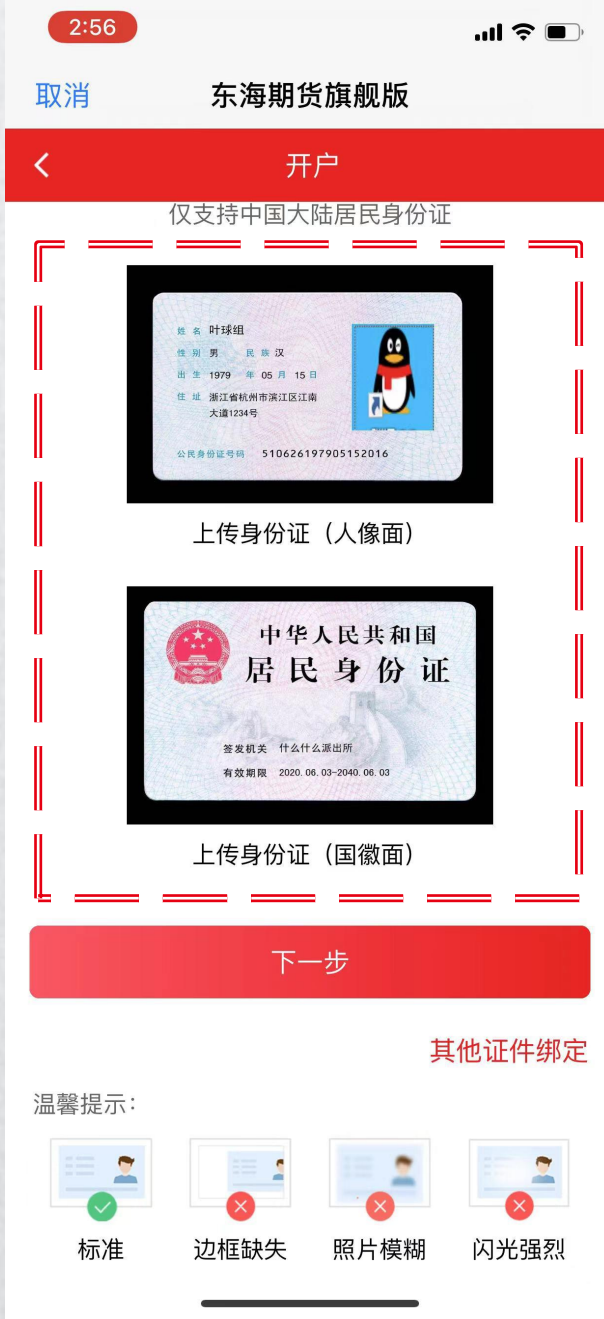 2:56
取消 东海期货旗舰版
开户
仅支持中国大陆居民身份证
姓 名 叶球组
性 别 男 民 族 汉
出 生 1979 年 05 月 15 日
住 址 浙江省杭州市滨江区江南
大道1234号
公民身份证号码 510626197905152016
上传身份证（人像面）
中华人民共和国
居民身份证
签发机关 什么什么派出所
有效期限 2020.06.03-2040.06.03
上传身份证（国徽面）
下一步
其他证件绑定
温馨提示：
标准 边框缺失 照片模糊 闪光强烈